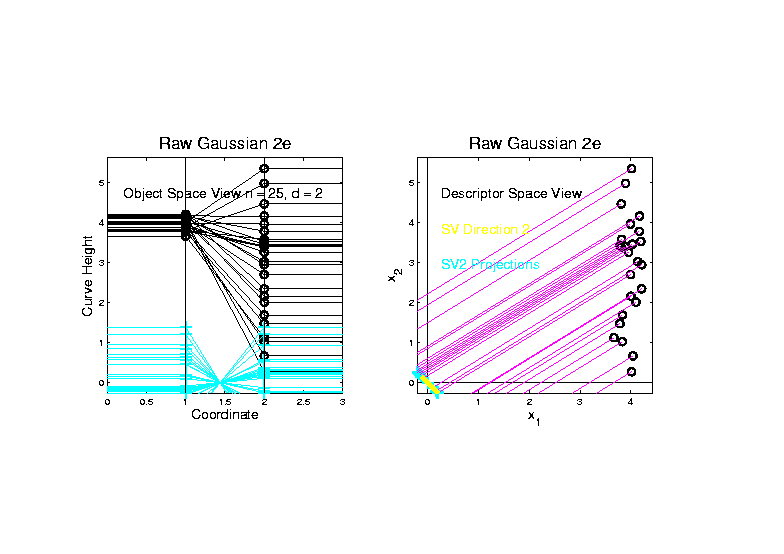 Raw Gaussian 2e
Object Space View n = 25, d = 2
Curve Height
5
4
3
2
1
0
0 0.5 1 1.5 2 2.5 3
Coordinate
Raw Gaussian 2e
Descriptor Space View
SV Direction 2
SV2 Projections
x2
5
4
3
2
1
0
0 1 2 3 4
x1